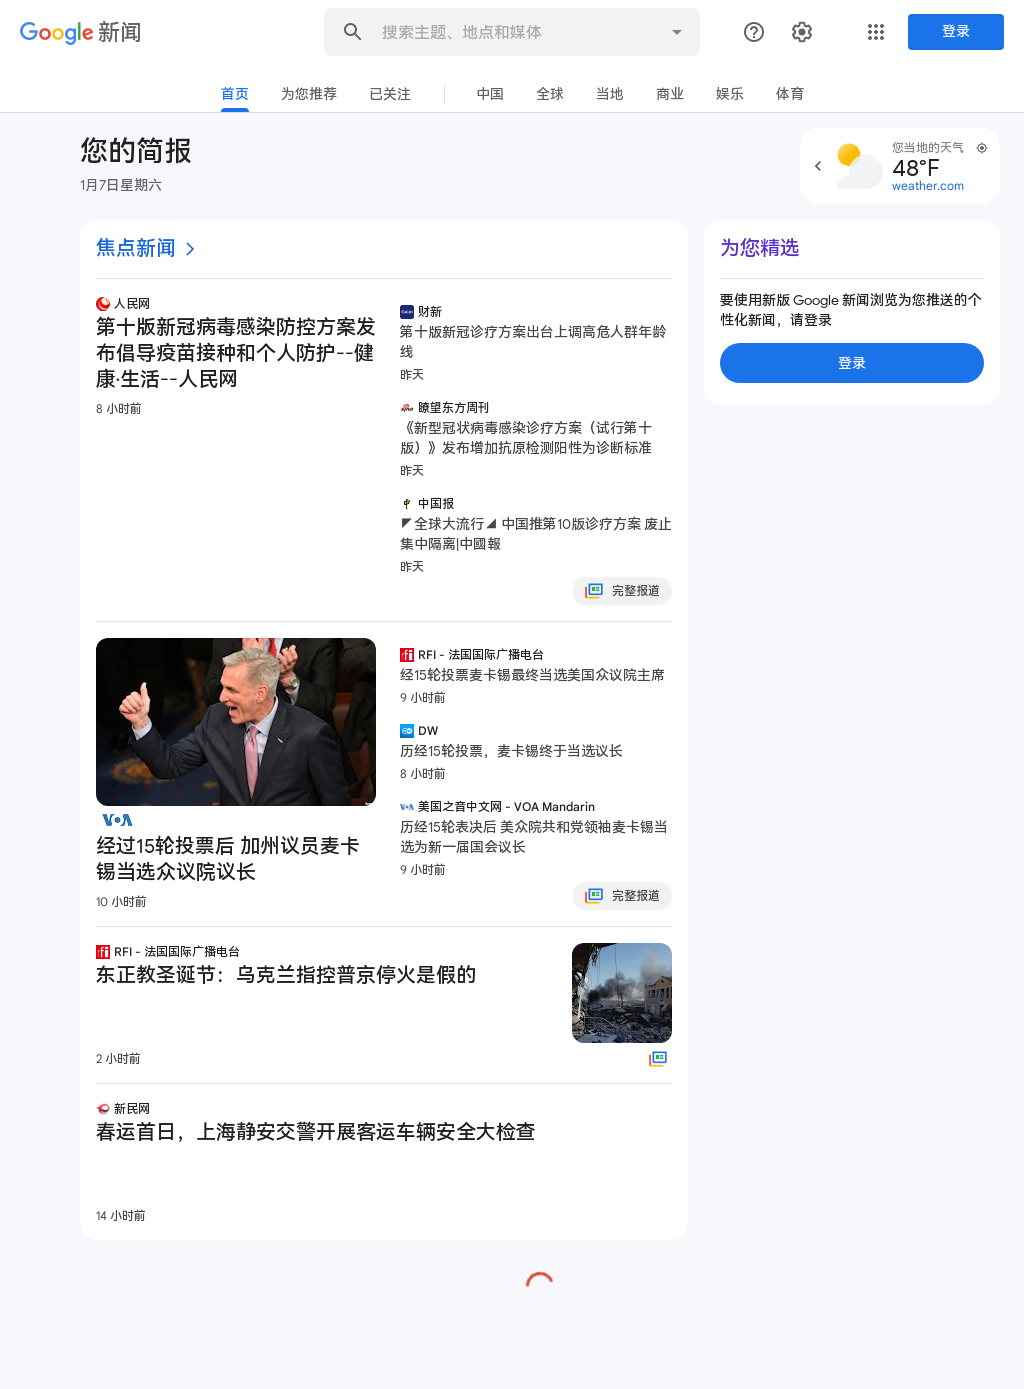 Google 新闻
搜索主题、地点和媒体
登录
首页
为您推荐
已关注
中国
全球
当地
商业
娱乐
体育
您的简报
1月7日星期六
您当地的天气
48°F
weather.com
焦点新闻
人民网
第十版新冠病毒感染防控方案发
布倡导疫苗接种和个人防护--健
康·生活--人民网
8 小时前
财新
第十版新冠诊疗方案出台上调高危人群年龄
线
昨天
瞭望东方周刊
《新型冠状病毒感染诊疗方案（试行第十
版）》发布增加抗原检测阳性为诊断标准
昨天
中国报
◤全球大流行◢ 中国推第10版诊疗方案 废止
集中隔离|中國報
昨天
完整报道
VOA
经过15轮投票后 加州议员麦卡
锡当选众议院议长
10 小时前
RFI - 法国国际广播电台
经15轮投票麦卡锡最终当选美国众议院主席
9 小时前
DW
历经15轮投票，麦卡锡终于当选议长
8 小时前
美国之音中文网 - VOA Mandarin
历经15轮表决后 美众院共和党领袖麦卡锡当
选为新一届国会议长
9 小时前
完整报道
RFI - 法国国际广播电台
东正教圣诞节：乌克兰指控普京停火是假的
2 小时前
新民网
春运首日，上海静安交警开展客运车辆安全大检查
14 小时前
为您精选
要使用新版 Google 新闻浏览为您推送的个
性化新闻，请登录
登录